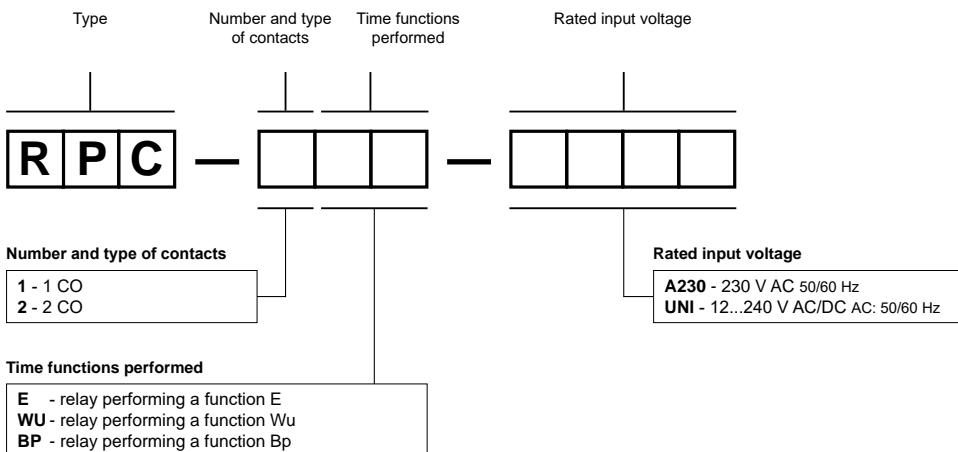 Type
Number and type
of contacts
Time functions
performed
Rated input voltage
R P C — —
Number and type of contacts
1 - 1 CO
2 - 2 CO
Rated input voltage
A230 - 230 V AC 50/60 Hz
UNI - 12...240 V AC/DC AC: 50/60 Hz
Time functions performed
E - relay performing a function E
WU - relay performing a function Wu
BP - relay performing a function Bp